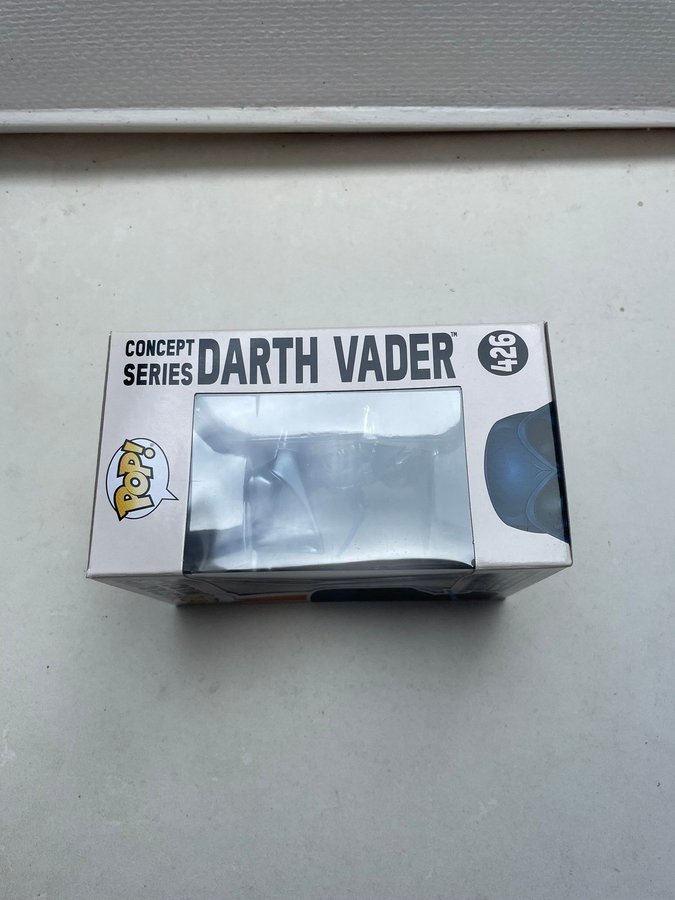 CONCEPT
SERIES
DARTH VADER™
426
POP!